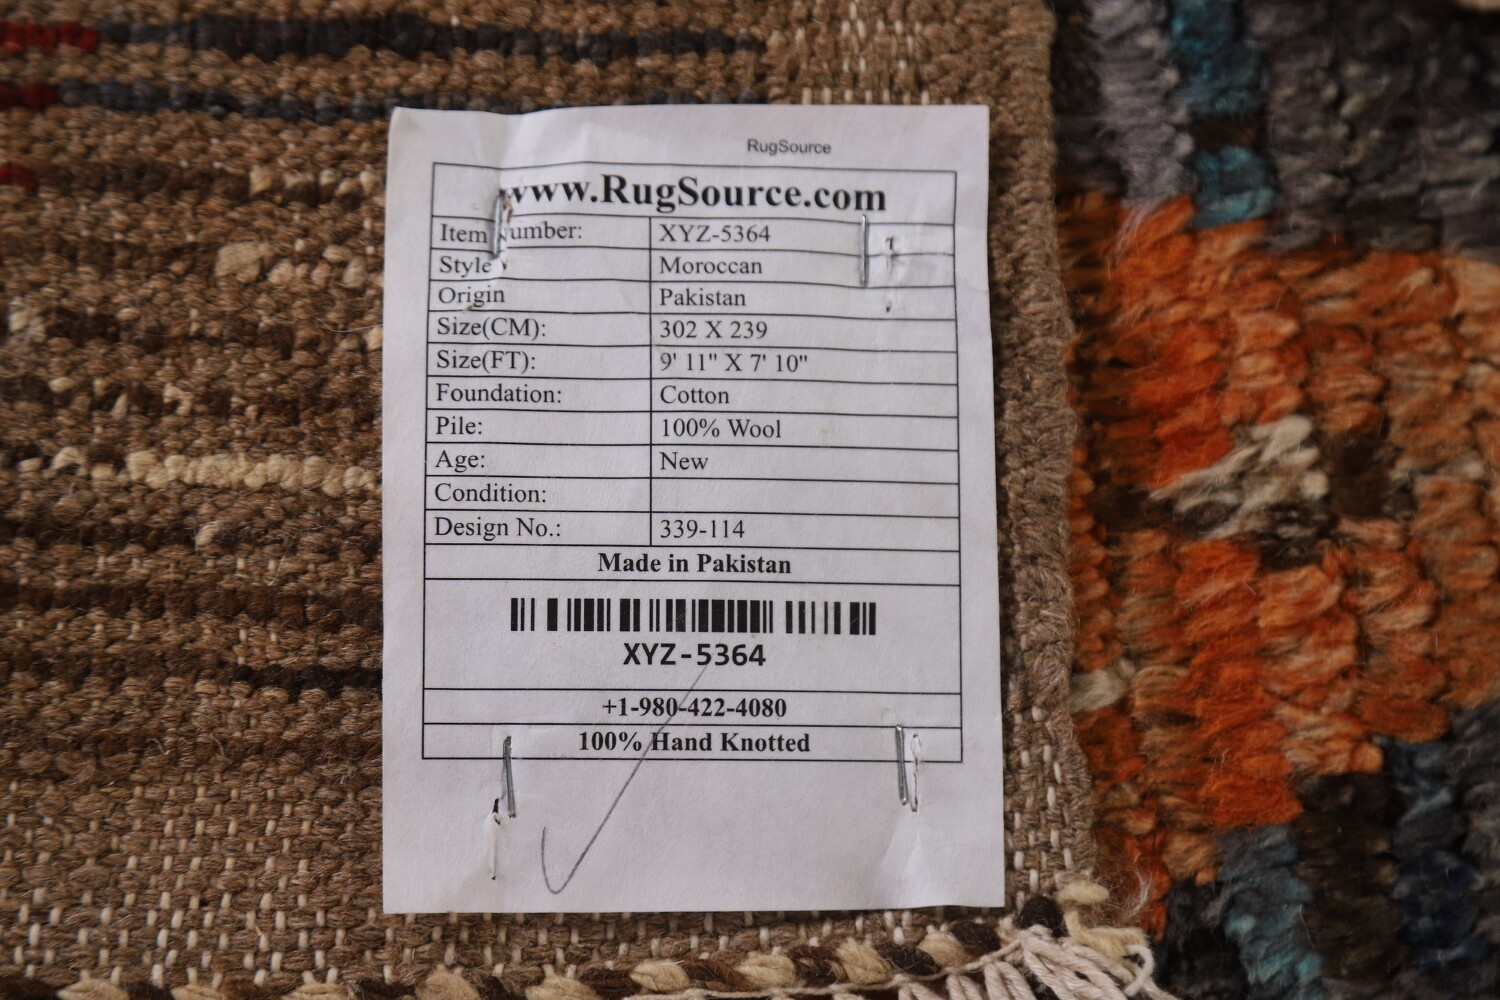 RugSource
www.RugSource.com
Item Number: XYZ-5364
Style Moroccan
Origin Pakistan
Size(CM): 302 X 239
Size(FT): 9' 11" X 7' 10"
Foundation: Cotton
Pile: 100% Wool
Age: New
Condition:
Design No.: 339-114
Made in Pakistan
XYZ-5364
+1-980-422-4080
100% Hand Knotted